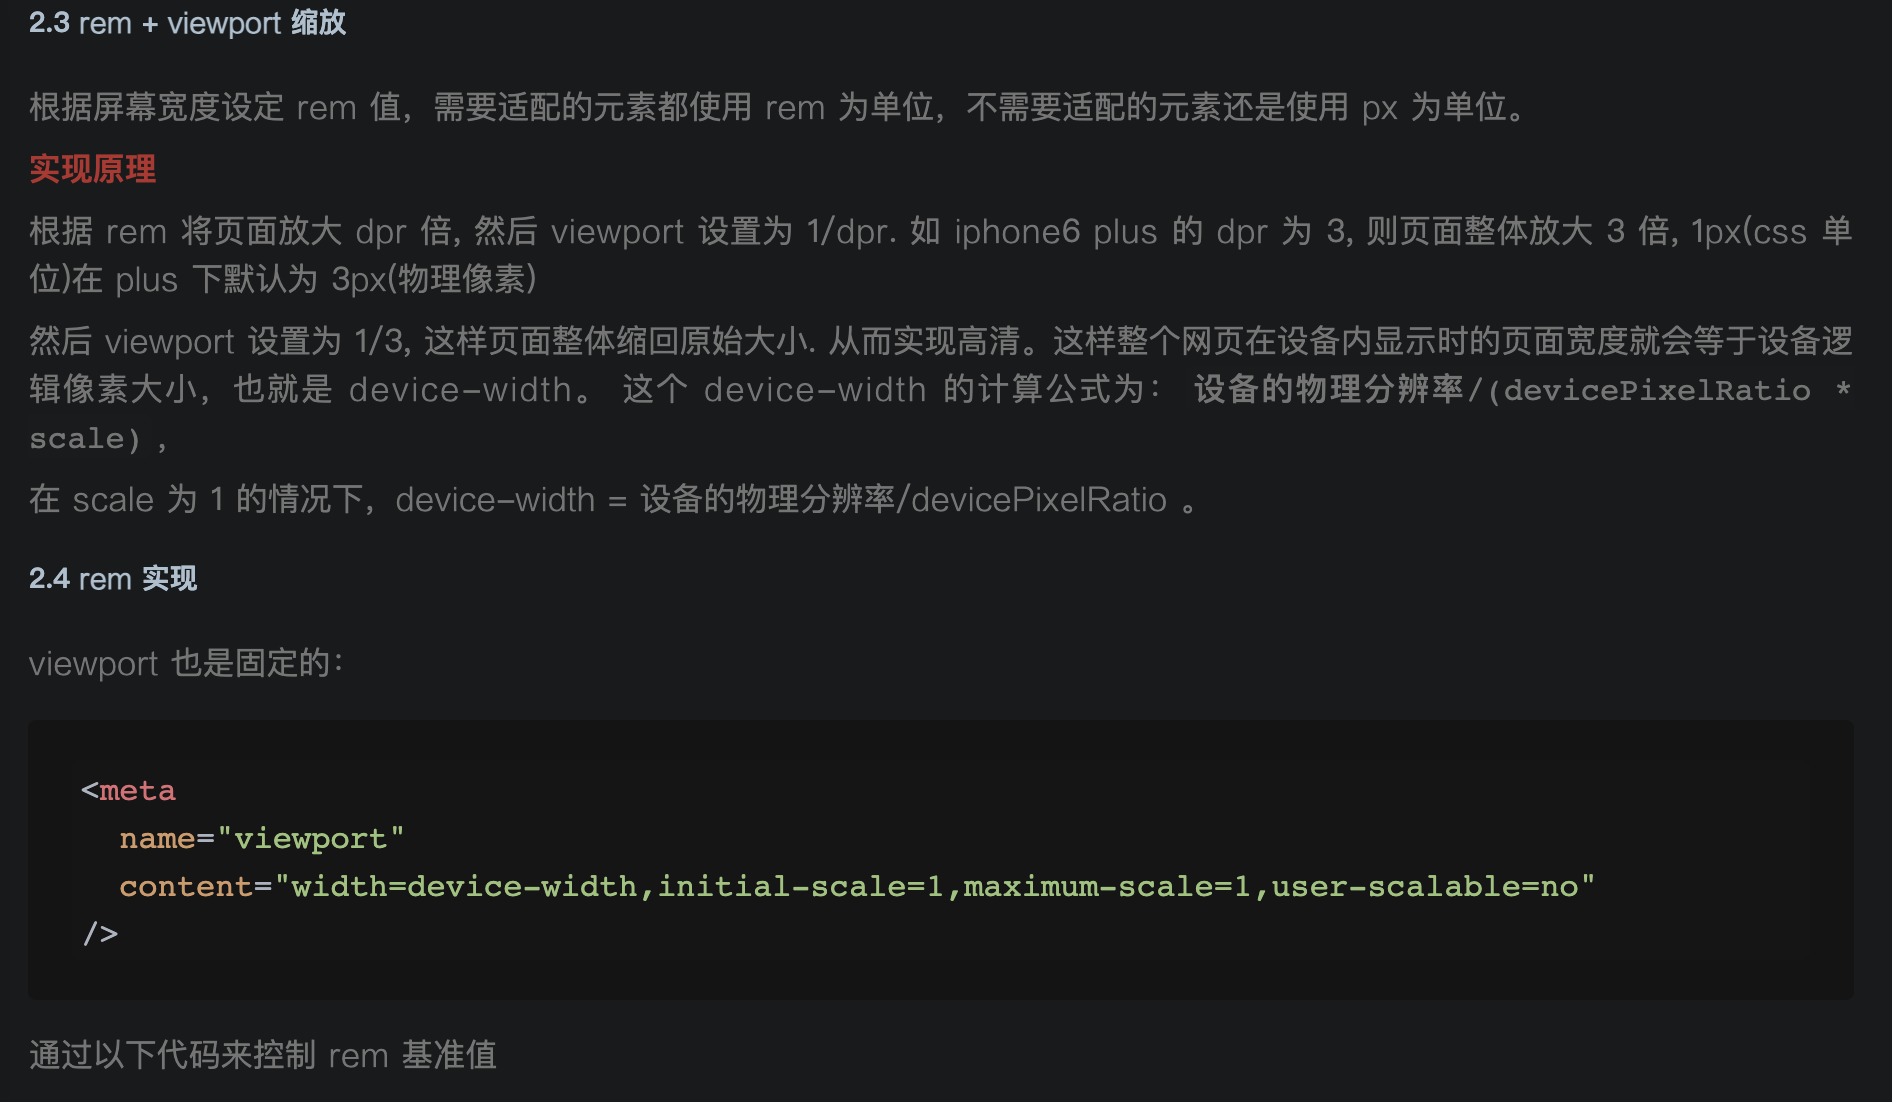 2.3 rem + viewport 缩放
根据屏幕宽度设定 rem 值，需要适配的元素都使用 rem 为单位，不需要适配的元素还是使用 px 为单位。
实现原理
根据 rem 将页面放大 dpr 倍, 然后 viewport 设置为 1/dpr. 如 iphone6 plus 的 dpr 为 3, 则页面整体放大 3 倍, 1px(css 单
位)在 plus 下默认为 3px(物理像素)
然后 viewport 设置为 1/3, 这样页面整体缩回原始大小. 从而实现高清。这样整个网页在设备内显示时的页面宽度就会等于设备逻
辑像素大小，也就是 device-width。 这个 device-width 的计算公式为： 设备的物理分辨率/(devicePixelRatio *
scale)，
在 scale 为 1 的情况下，device-width = 设备的物理分辨率/devicePixelRatio 。
2.4 rem 实现
viewport 也是固定的：
<meta
name="viewport"
content="width=device-width,initial-scale=1,maximum-scale=1,user-scalable=no"
/>
通过以下代码来控制 rem 基准值